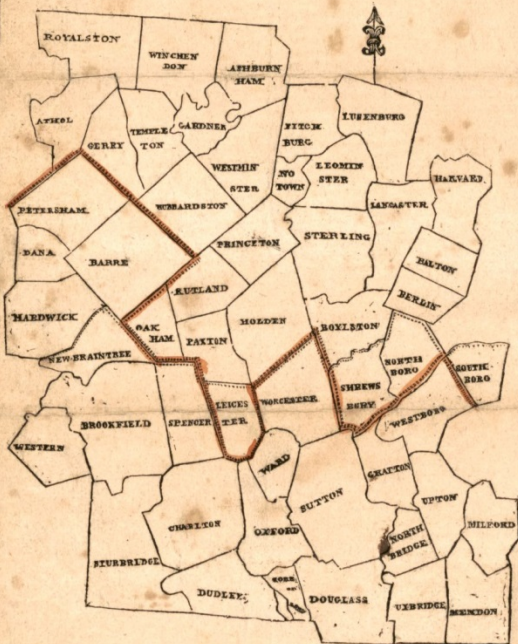 ROYALSTON
WINCHEN
DON
ASHBURN
HAM
ATHOL
GERRY
TEMPLE
TON
GARDNER
WESTMIN
STER
FITCH
BURG
LUNENBURG
NO
TOWN
LEOMIN
STER
HARVARD
LANCASTER
PETERSHAM
HUBBARDSTON
PRINCETON
STERLING
DANA
BARRE
BOLTON
BERLIN
RUTLAND
HARDWICK
OAK
HAM
PAXTON
HOLDEN
BOYLSTON
NEW BRAINTREE
NORTH
BORO
SOUTH
BORO
SHREWS
BURY
LEICES
TER
WORCESTER
WESTBORO
BROOKFIELD
SPENCER
WESTERN
WARD
GRAFTON
SUTTON
UPTON
MILFORD
CHARLTON
OXFORD
NORTH
BRIDGE
STURBRIDGE
DUDLEY
GORE
DOUGLASS
UXBRIDGE
MENDON